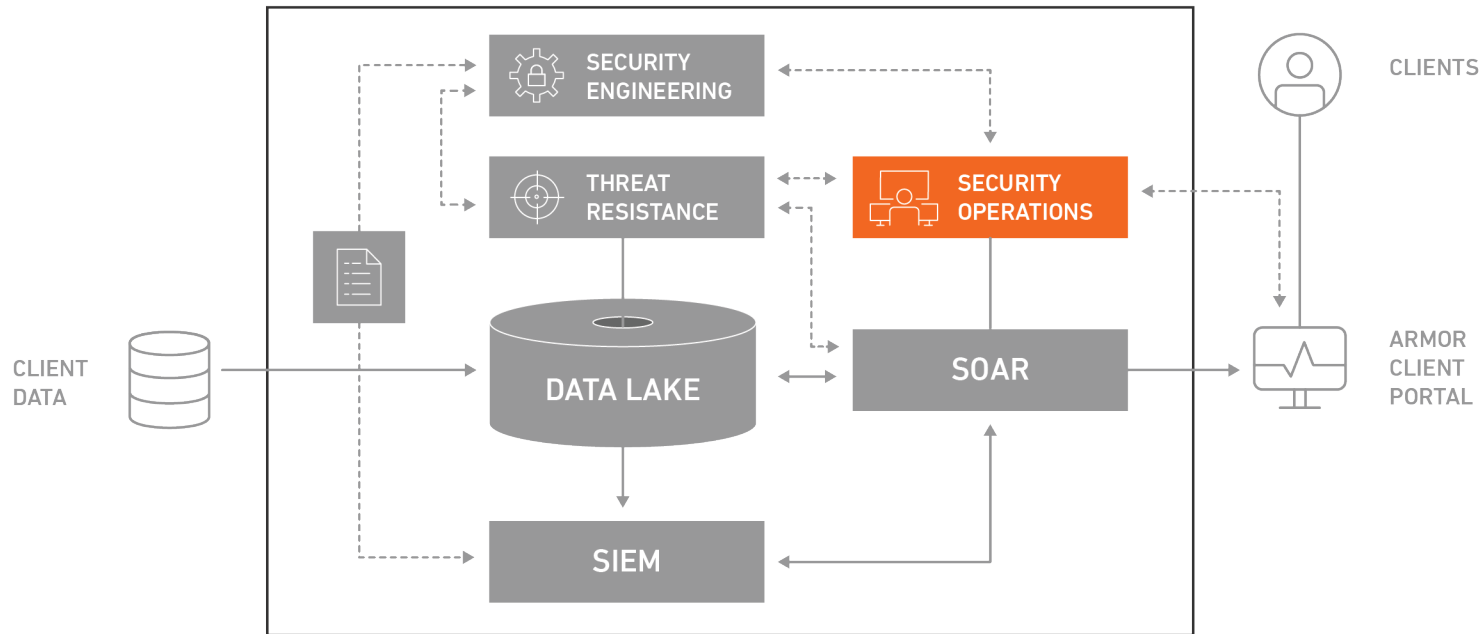 SECURITY
ENGINEERING
CLIENTS
THREAT
RESISTANCE
SECURITY
OPERATIONS
CLIENT
DATA
DATA LAKE
SOAR
ARMOR
CLIENT
PORTAL
SIEM